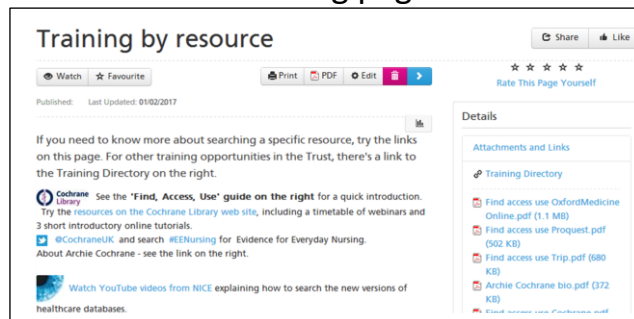 Training by resource
Share
Like
Watch
Favourite
Print
PDF
Edit
Rate This Page Yourself
Published: Last Updated: 01/02/2017
If you need to know more about searching a specific resource, try the links
on this page. For other training opportunities in the Trust, there's a link to
the Training Directory on the right.
Cochrane
Library
See the 'Find, Access, Use' guide on the right for a quick introduction.
Try the resources on the Cochrane Library web site, including a timetable of webinars and
3 short introductory online tutorials.
@CochraneUK and search #EENursing for Evidence for Everyday Nursing.
About Archie Cochrane - see the link on the right.
Watch YouTube videos from NICE explaining how to search the new versions of
healthcare databases.
Details
Attachments and Links
Training Directory
Find access use OxfordMedicine
Online.pdf (1.1 MB)
Find access use Proquest.pdf
(502 KB)
Find access use Trip.pdf (680
KB)
Archie Cochrane bio.pdf (372
KB)
Find access use Cochrane.pdf